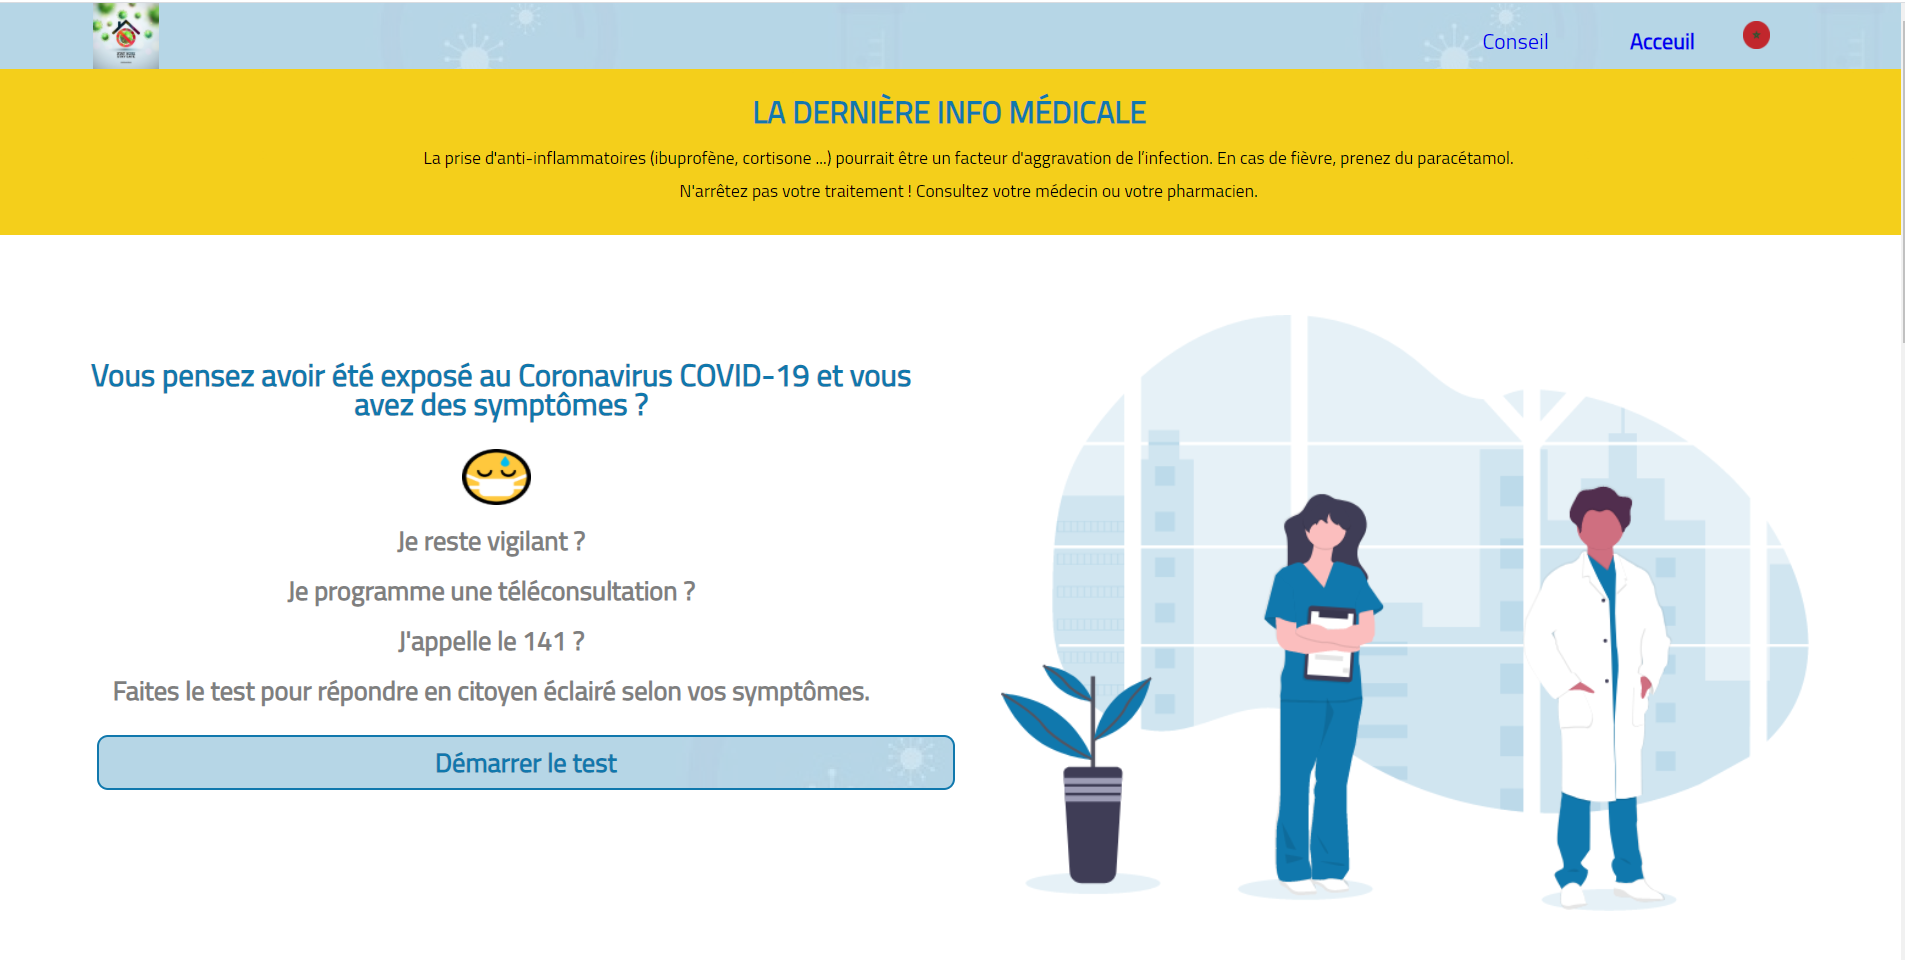 Conseil
Acceuil
LA DERNIÈRE INFO MÉDICALE
La prise d'anti-inflammatoires (ibuprofène, cortisone ...) pourrait être un facteur d'aggravation de l’infection. En cas de fièvre, prenez du paracétamol.
N'arrêtez pas votre traitement ! Consultez votre médecin ou votre pharmacien.
Vous pensez avoir été exposé au Coronavirus COVID-19 et vous
avez des symptômes ?
Je reste vigilant ?
Je programme une téléconsultation ?
J'appelle le 141 ?
Faites le test pour répondre en citoyen éclairé selon vos symptômes.
Démarrer le test